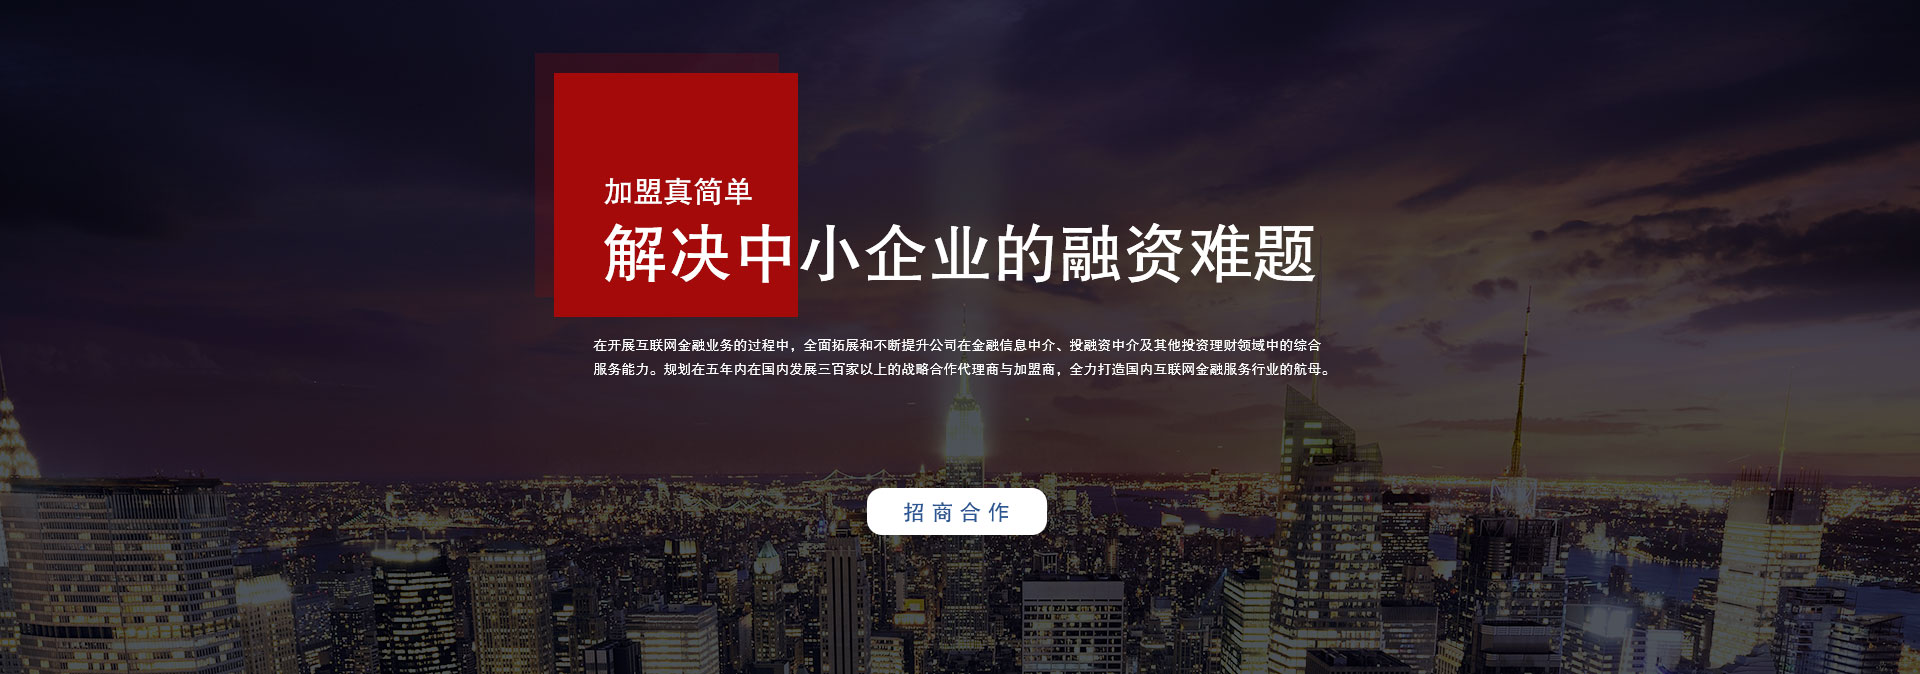 加盟真简单
解决中小企业的融资难题
在开展互联网金融业务的过程中，全面拓展和不断提升公司在金融信息中介、投融资中介及其他投资理财领域中的综合
服务能力。规划在五年内在国内发展三百家以上的战略合作代理商与加盟商，全力打造国内互联网金融服务行业的航母。
招商合作